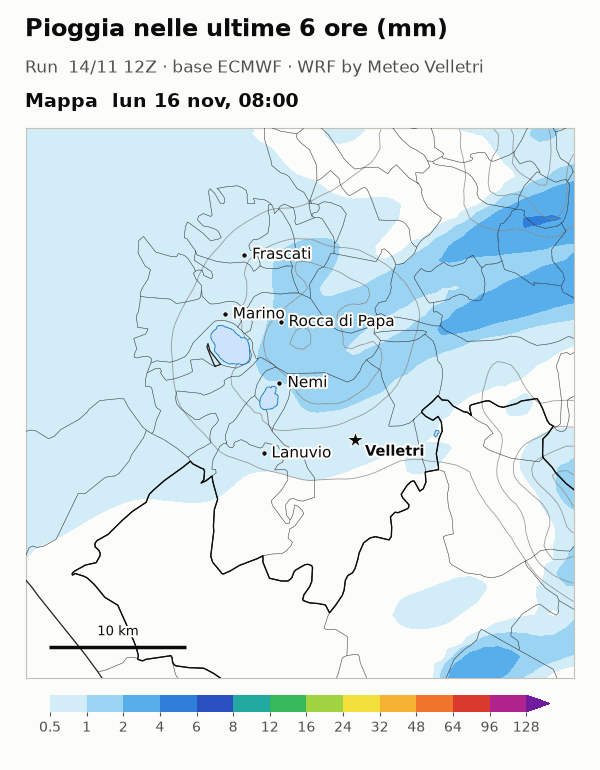 Pioggia nelle ultime 6 ore (mm)
Run  14/11 12Z · base ECMWF · WRF by Meteo Velletri
Mappa  lun 16 nov, 08:00
Frascati
Marino
Rocca di Papa
Nemi
Velletri
Lanuvio
10 km
0.5 1 2 4 6 8 12 16 24 32 48 64 96 128